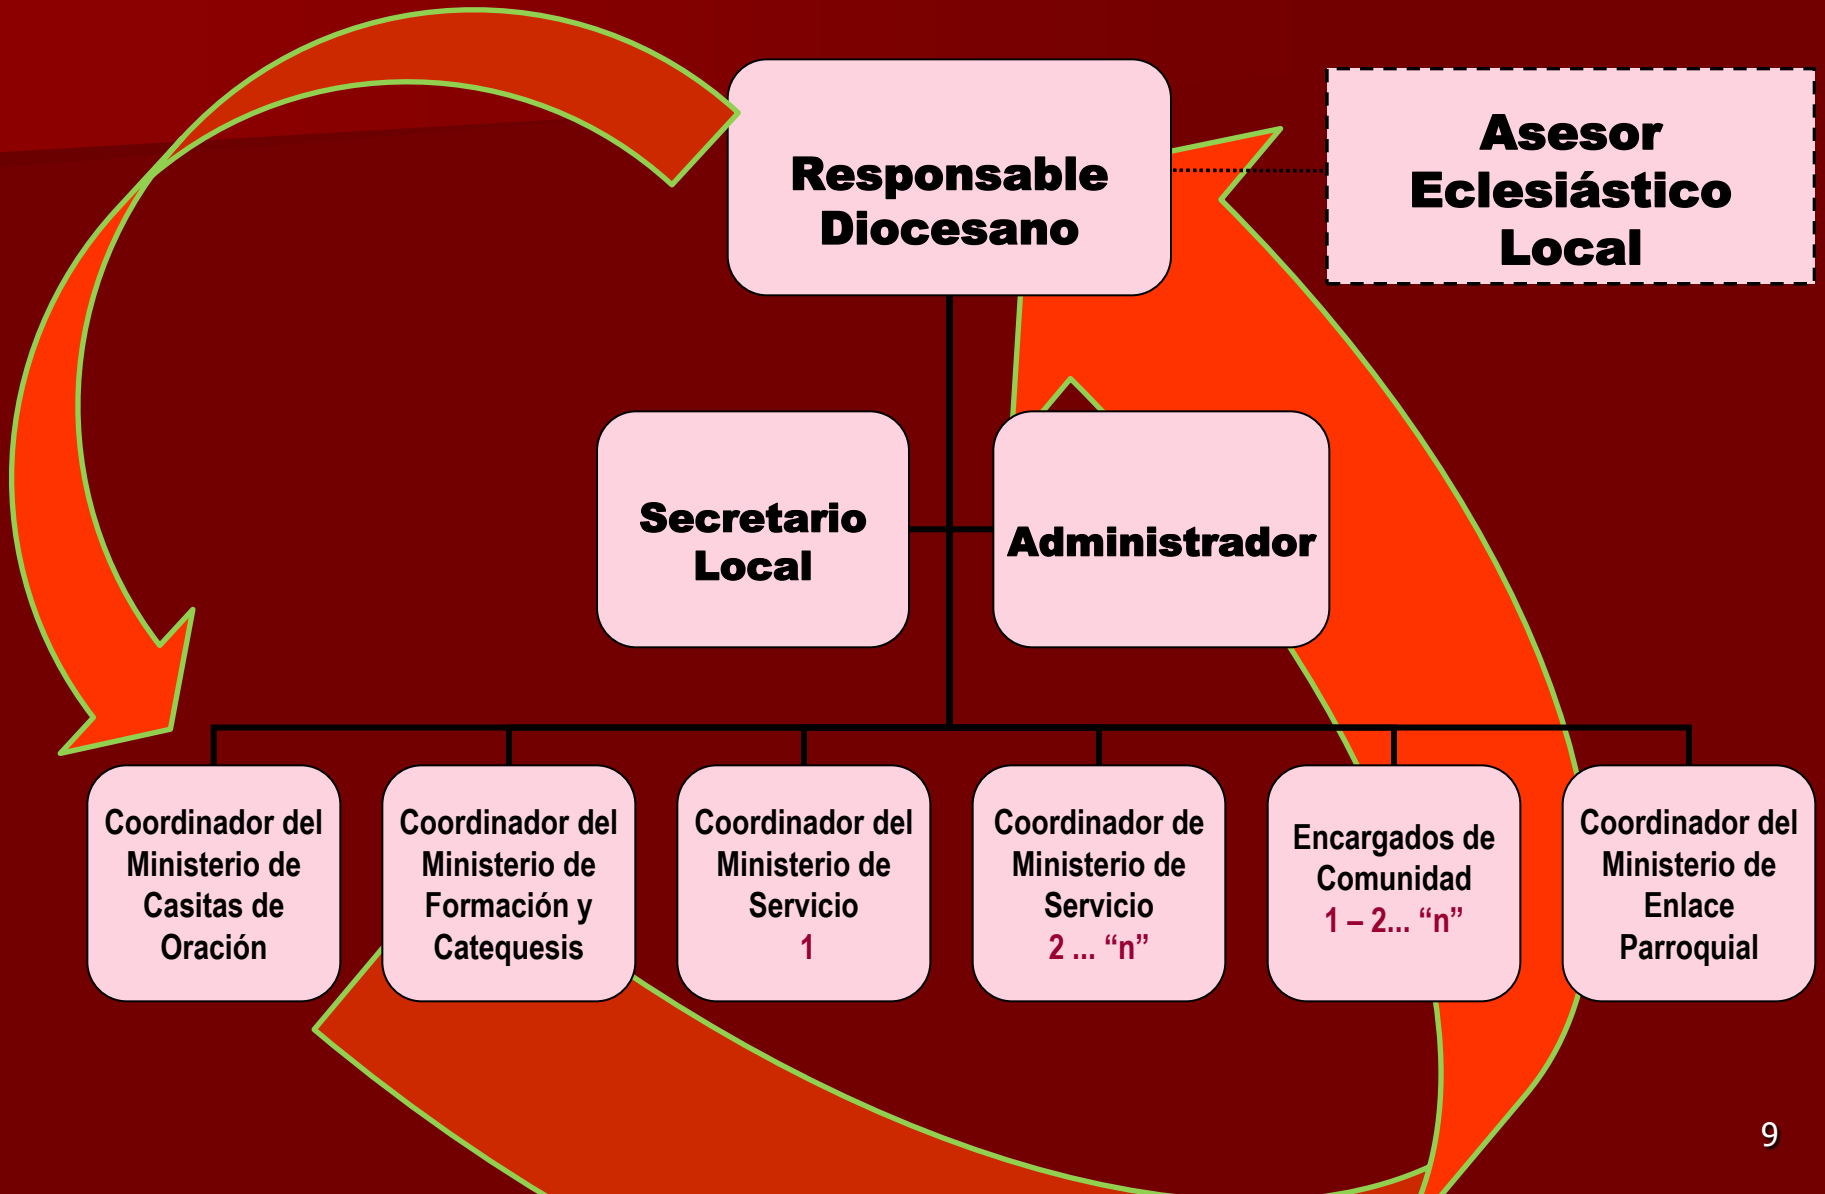 Responsable
Diocesano
Asesor
Eclesiástico
Local
Secretario
Local
Administrador
Coordinador del
Ministerio de
Casitas de
Oración
Coordinador del
Ministerio de
Formación y
Catequesis
Coordinador del
Ministerio de
Servicio
1
Coordinador de
Ministerio de
Servicio
2 ... “n”
Encargados de
Comunidad
1 – 2... “n”
Coordinador del
Ministerio de
Enlace
Parroquial
9